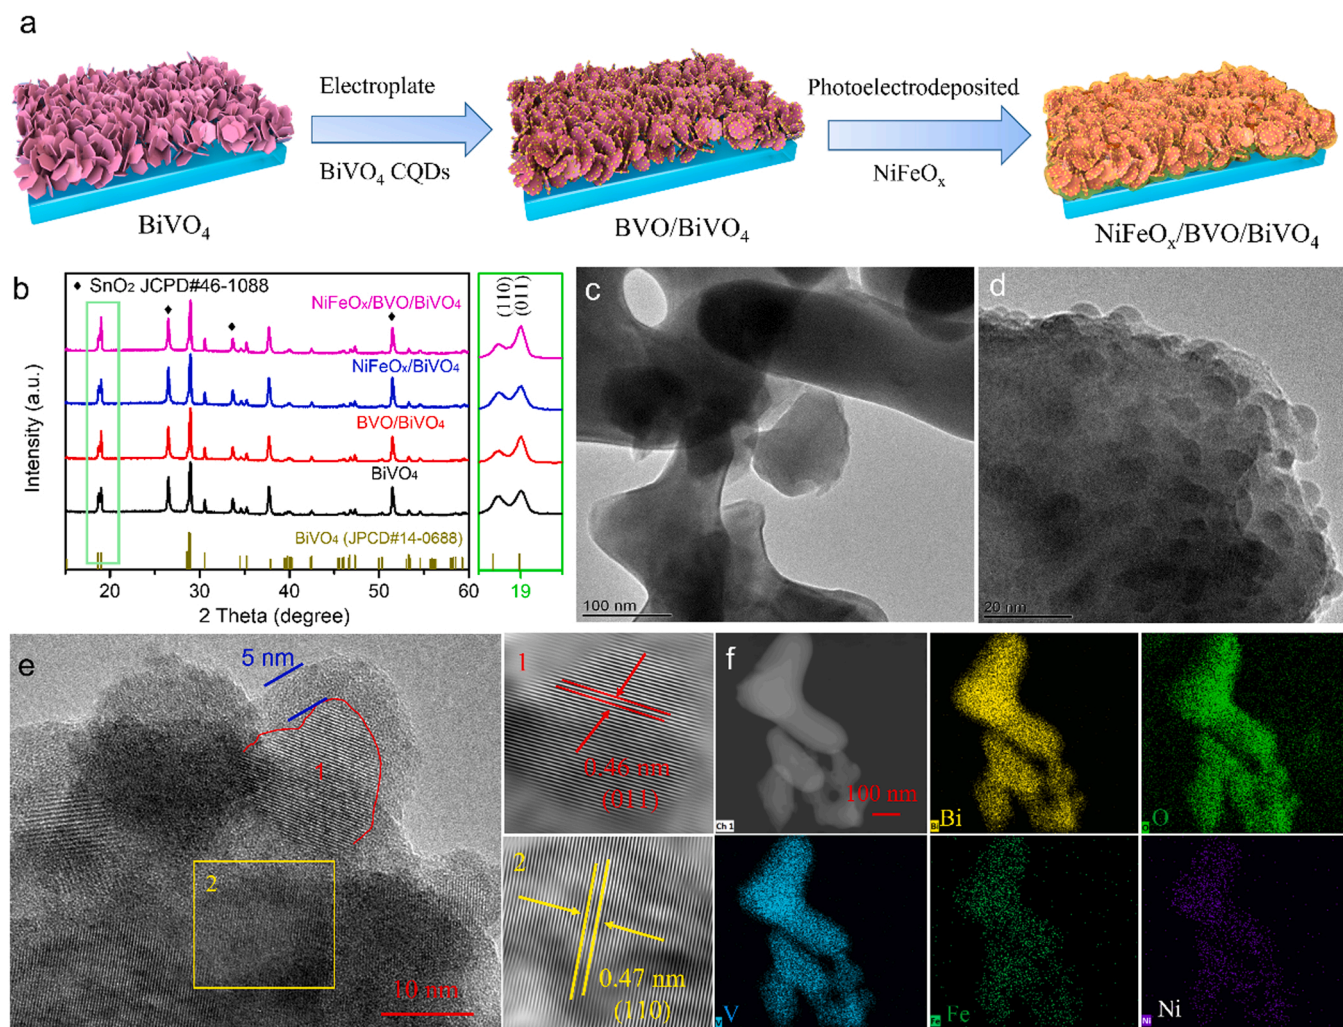 a
Electroplate
BiVO₄ CQDs
Photoelectrodeposited
NiFeOₓ
BiVO₄
BVO/BiVO₄
NiFeOₓ/BVO/BiVO₄
b
♦ SnO₂ JCPD#46-1088
NiFeOₓ/BVO/BiVO₄
NiFeOₓ/BiVO₄
BVO/BiVO₄
BiVO₄
BiVO₄ (JPCD#14-0688)
Intensity (a.u.)
20 30 40 50 60
2 Theta (degree)
(110)
(011)
19
c
100 nm
d
20 nm
e
5 nm
1
2
10 nm
1
0.46 nm
(011)
2
0.47 nm
(110)
f
Ch 1
100 nm
Bi
O
V
Fe
Ni
Ni